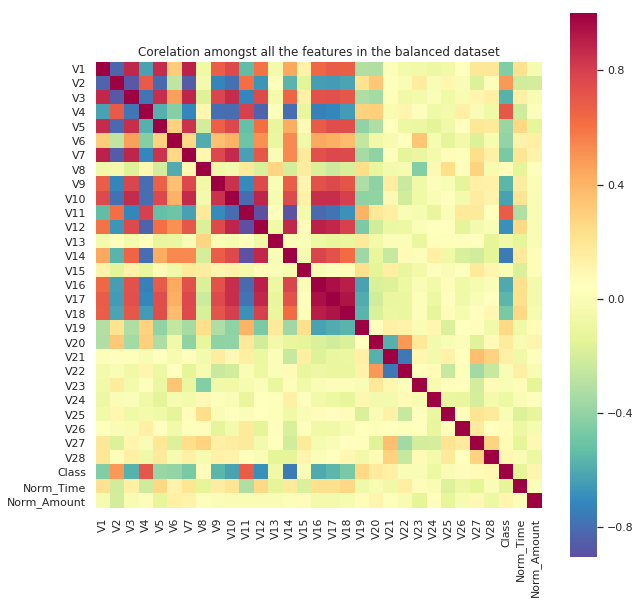 Corelation amongst all the features in the balanced dataset
V1
V2
V3
V4
V5
V6
V7
V8
V9
V10
V11
V12
V13
V14
V15
V16
V17
V18
V19
V20
V21
V22
V23
V24
V25
V26
V27
V28
Class
Norm_Time
Norm_Amount
V1 V2 V3 V4 V5 V6 V7 V8 V9 V10 V11 V12 V13 V14 V15 V16 V17 V18 V19 V20 V21 V22 V23 V24 V25 V26 V27 V28 Class Norm_Time Norm_Amount
0.8
0.4
0.0
−0.4
−0.8